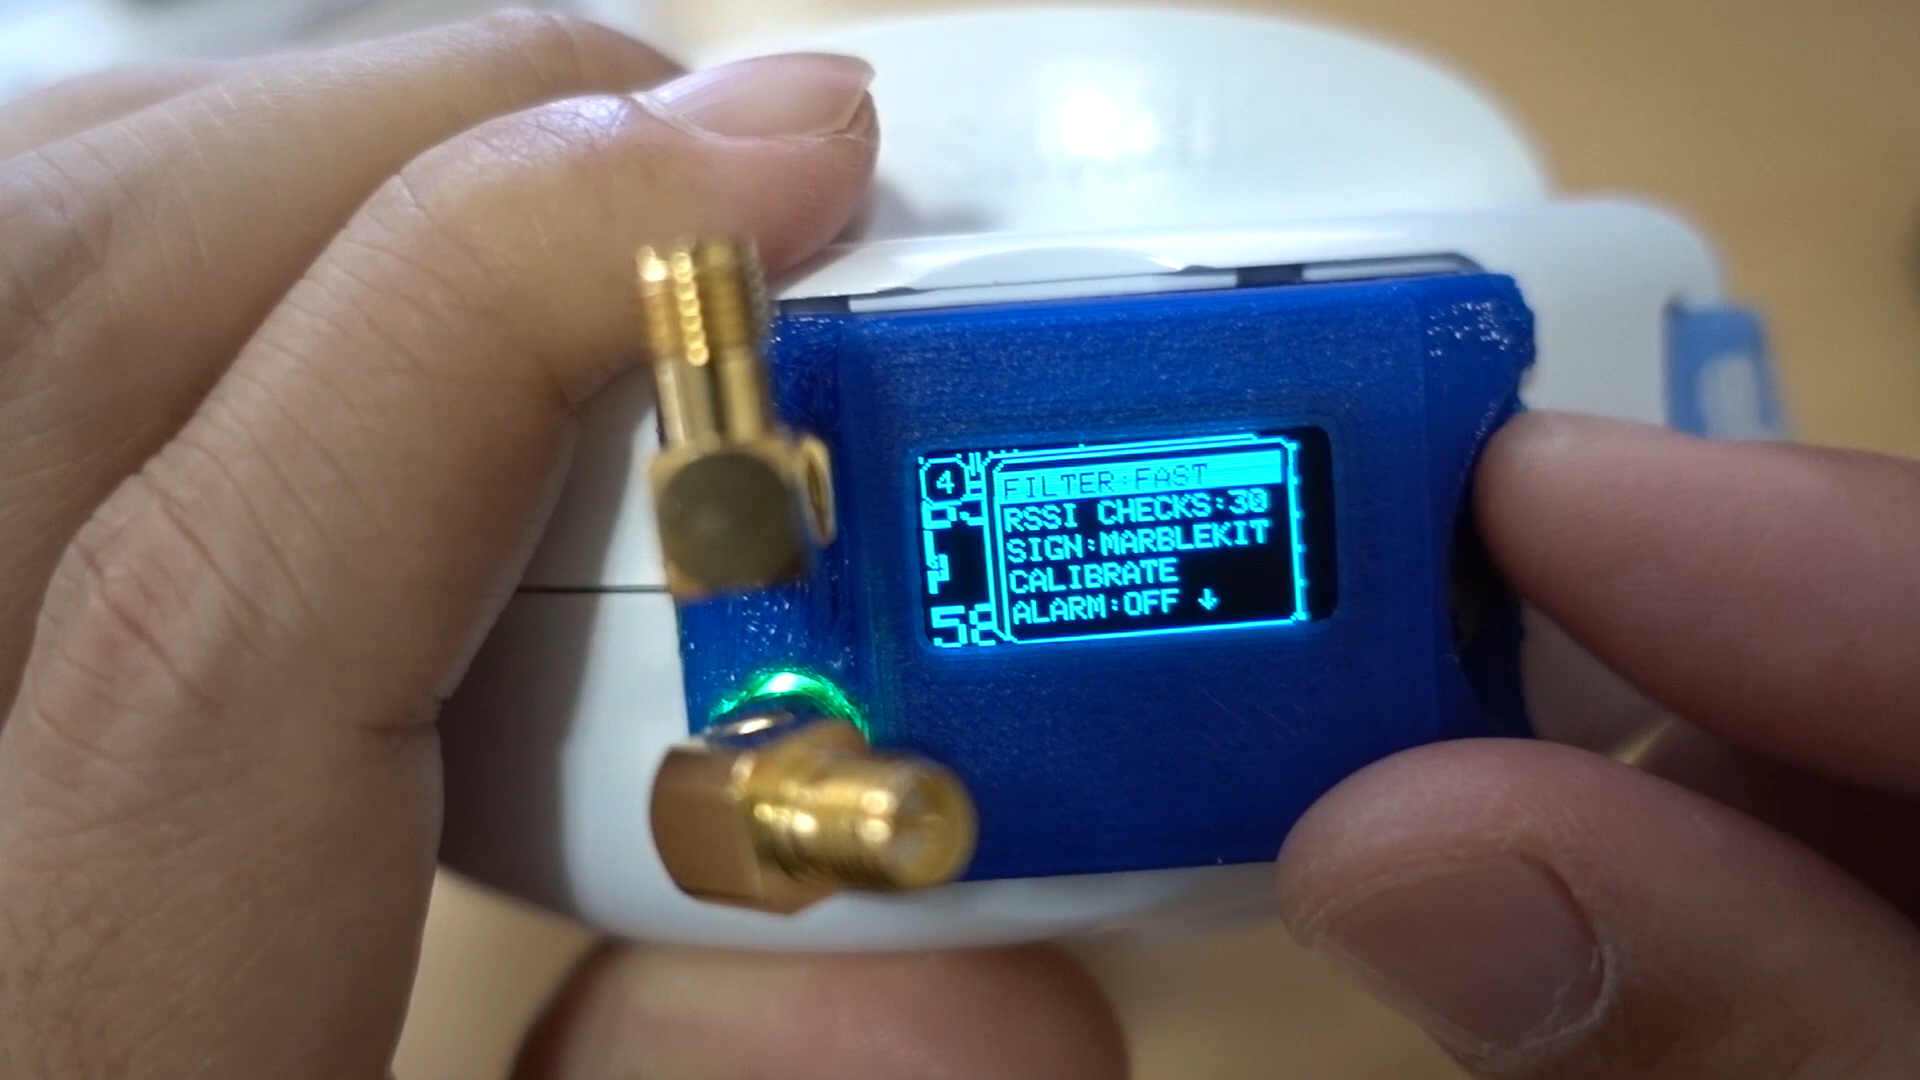 4
FILTER:FAST
RSSI CHECKS:30
SIGN:MARBLEKIT
CALIBRATE
ALARM:OFF ↓
58